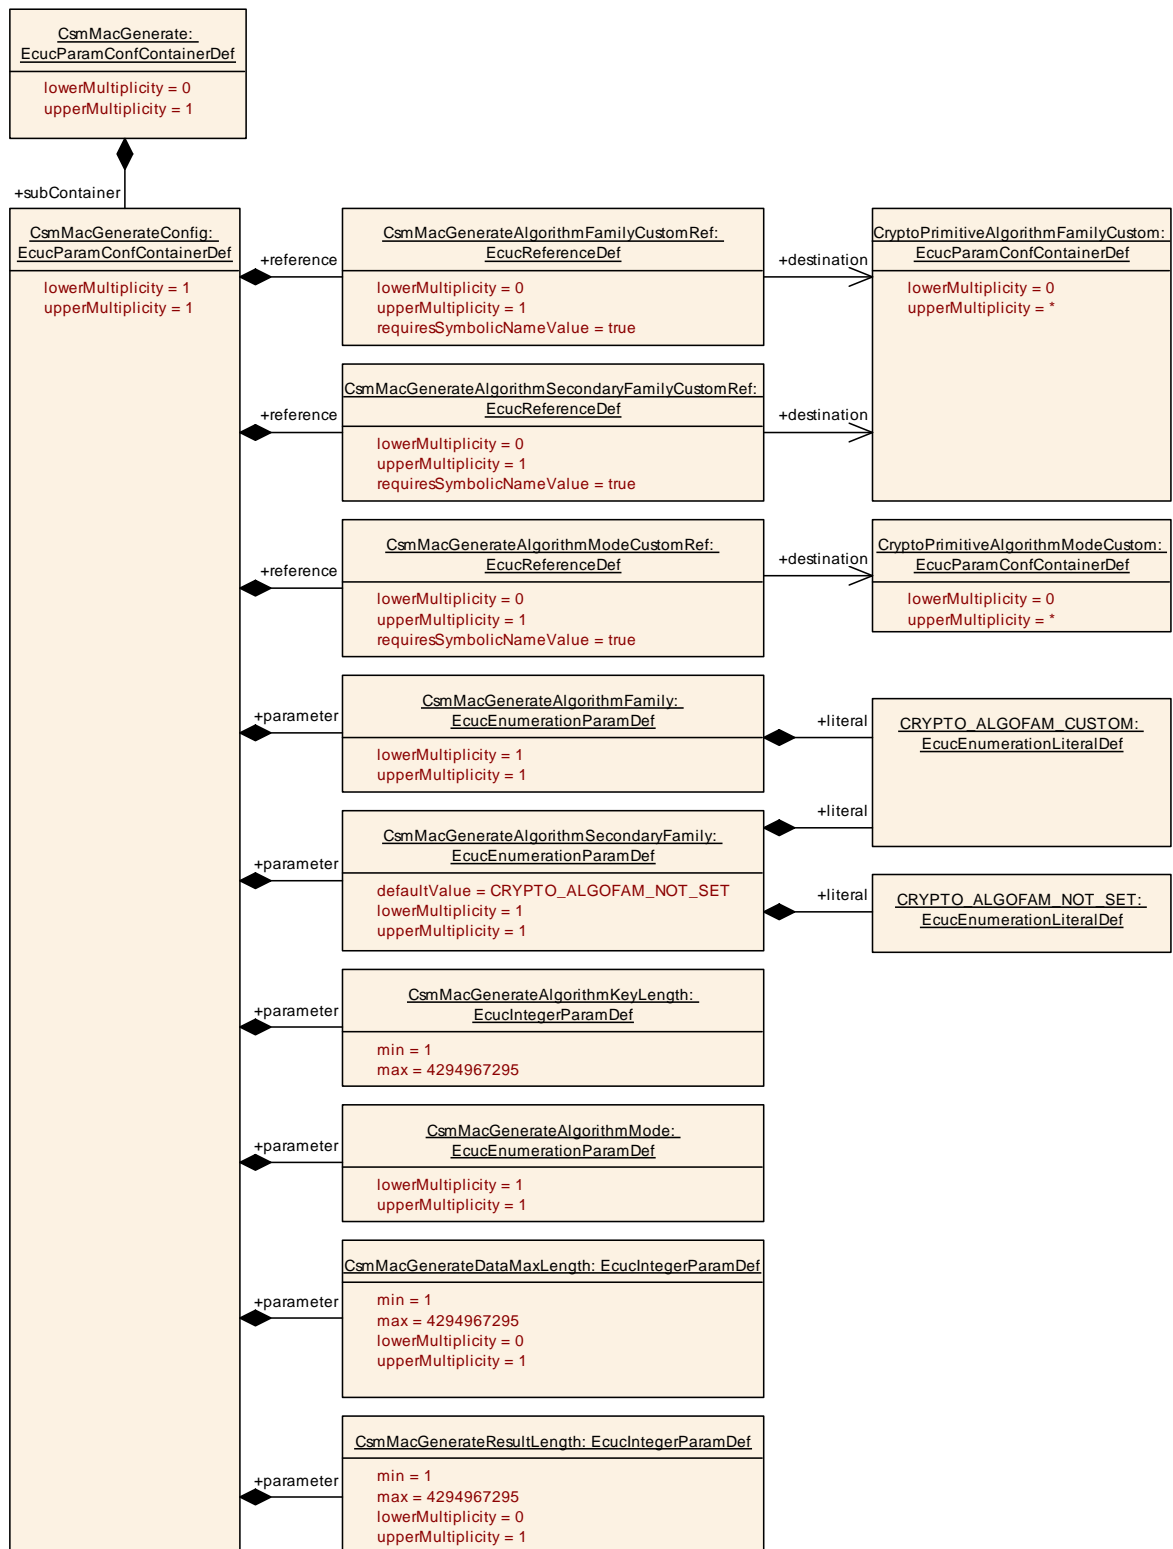 CsmMacGenerate:
EcucParamConfContainerDef
lowerMultiplicity = 0
upperMultiplicity = 1
+subContainer
CsmMacGenerateConfig:
EcucParamConfContainerDef
lowerMultiplicity = 1
upperMultiplicity = 1
+reference
CsmMacGenerateAlgorithmFamilyCustomRef:
EcucReferenceDef
lowerMultiplicity = 0
upperMultiplicity = 1
requiresSymbolicNameValue = true
+destination
CryptoPrimitiveAlgorithmFamilyCustom:
EcucParamConfContainerDef
lowerMultiplicity = 0
upperMultiplicity = *
+reference
CsmMacGenerateAlgorithmSecondaryFamilyCustomRef:
EcucReferenceDef
lowerMultiplicity = 0
upperMultiplicity = 1
requiresSymbolicNameValue = true
+destination
+reference
CsmMacGenerateAlgorithmModeCustomRef:
EcucReferenceDef
lowerMultiplicity = 0
upperMultiplicity = 1
requiresSymbolicNameValue = true
+destination
CryptoPrimitiveAlgorithmModeCustom:
EcucParamConfContainerDef
lowerMultiplicity = 0
upperMultiplicity = *
+parameter
CsmMacGenerateAlgorithmFamily:
EcucEnumerationParamDef
lowerMultiplicity = 1
upperMultiplicity = 1
+literal
CRYPTO_ALGOFAM_CUSTOM:
EcucEnumerationLiteralDef
+literal
+parameter
CsmMacGenerateAlgorithmSecondaryFamily:
EcucEnumerationParamDef
defaultValue = CRYPTO_ALGOFAM_NOT_SET
lowerMultiplicity = 1
upperMultiplicity = 1
+literal
CRYPTO_ALGOFAM_NOT_SET:
EcucEnumerationLiteralDef
+parameter
CsmMacGenerateAlgorithmKeyLength:
EcucIntegerParamDef
min = 1
max = 4294967295
+parameter
CsmMacGenerateAlgorithmMode:
EcucEnumerationParamDef
lowerMultiplicity = 1
upperMultiplicity = 1
+parameter
CsmMacGenerateDataMaxLength: EcucIntegerParamDef
min = 1
max = 4294967295
lowerMultiplicity = 0
upperMultiplicity = 1
+parameter
CsmMacGenerateResultLength: EcucIntegerParamDef
min = 1
max = 4294967295
lowerMultiplicity = 0
upperMultiplicity = 1